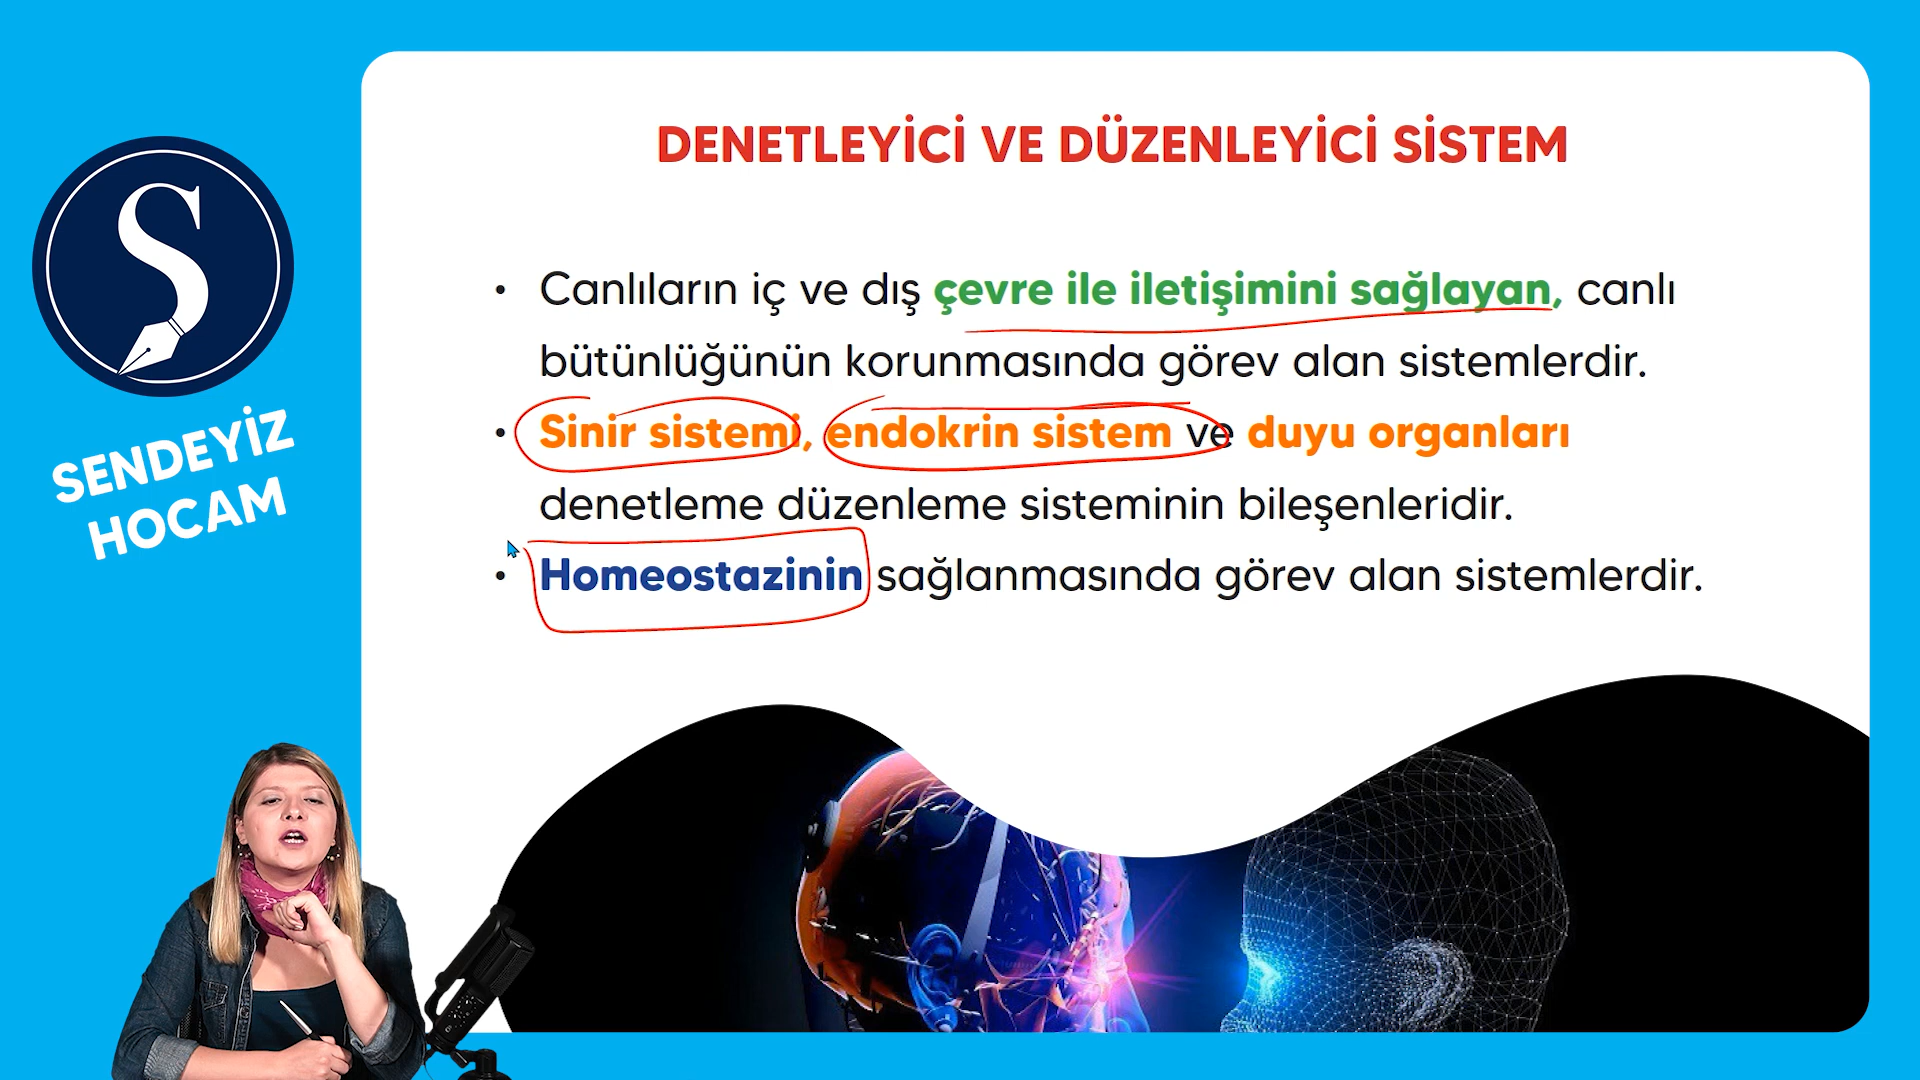 S
SENDEYİZ
HOCAM
DENETLEYİCİ VE DÜZENLEYİCİ SİSTEM
• Canlıların iç ve dış çevre ile iletişimini sağlayan, canlı
bütünlüğünün korunmasında görev alan sistemlerdir.
• Sinir sistemi, endokrin sistem ve duyu organları
denetleme düzenleme sisteminin bileşenleridir.
• Homeostazinin sağlanmasında görev alan sistemlerdir.